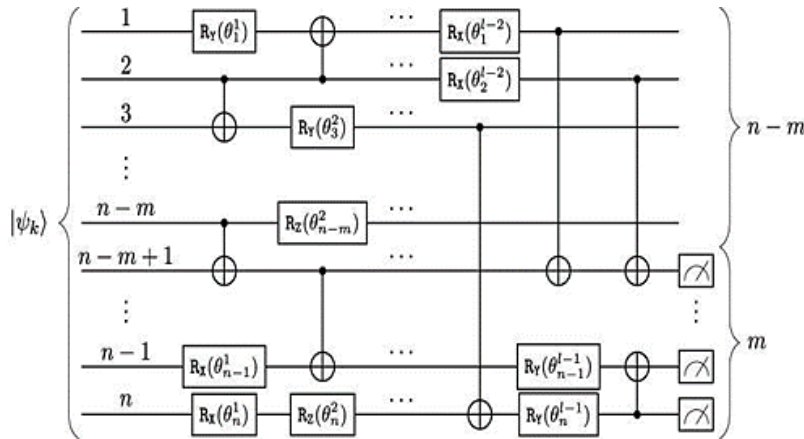 1 R_Y(θ_1^1) ··· R_X(θ_1^{l-2})
2 ··· R_X(θ_2^{l-2})
3 R_Y(θ_3^2) ··· n − m
⋮
|ψ_k⟩ n − m R_Z(θ_{n-m}^2) ···
n − m + 1 ···
⋮ ⋮
n − 1 R_X(θ_{n-1}^1) ··· R_Y(θ_{n-1}^{l-1}) m
n R_X(θ_n^1) R_Z(θ_n^2) ··· R_Y(θ_n^{l-1})